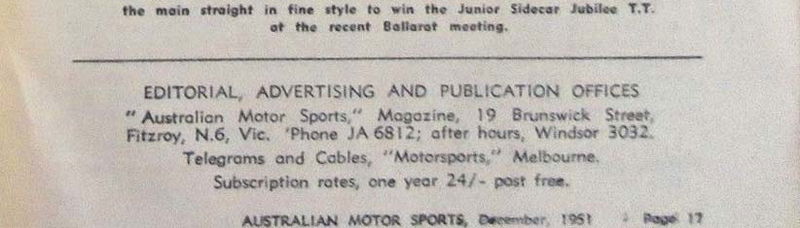 the main straight in fine style to win the Junior Sidecar Jubilee T.T.
at the recent Ballarat meeting.
EDITORIAL, ADVERTISING AND PUBLICATION OFFICES
"Australian Motor Sports," Magazine, 19 Brunswick Street,
Fitzroy, N.6, Vic. 'Phone JA 6812; after hours, Windsor 3032.
Telegrams and Cables, "Motorsports," Melbourne.
Subscription rates, one year 24/- post free.
AUSTRALIAN MOTOR SPORTS, December, 1951 Page 17